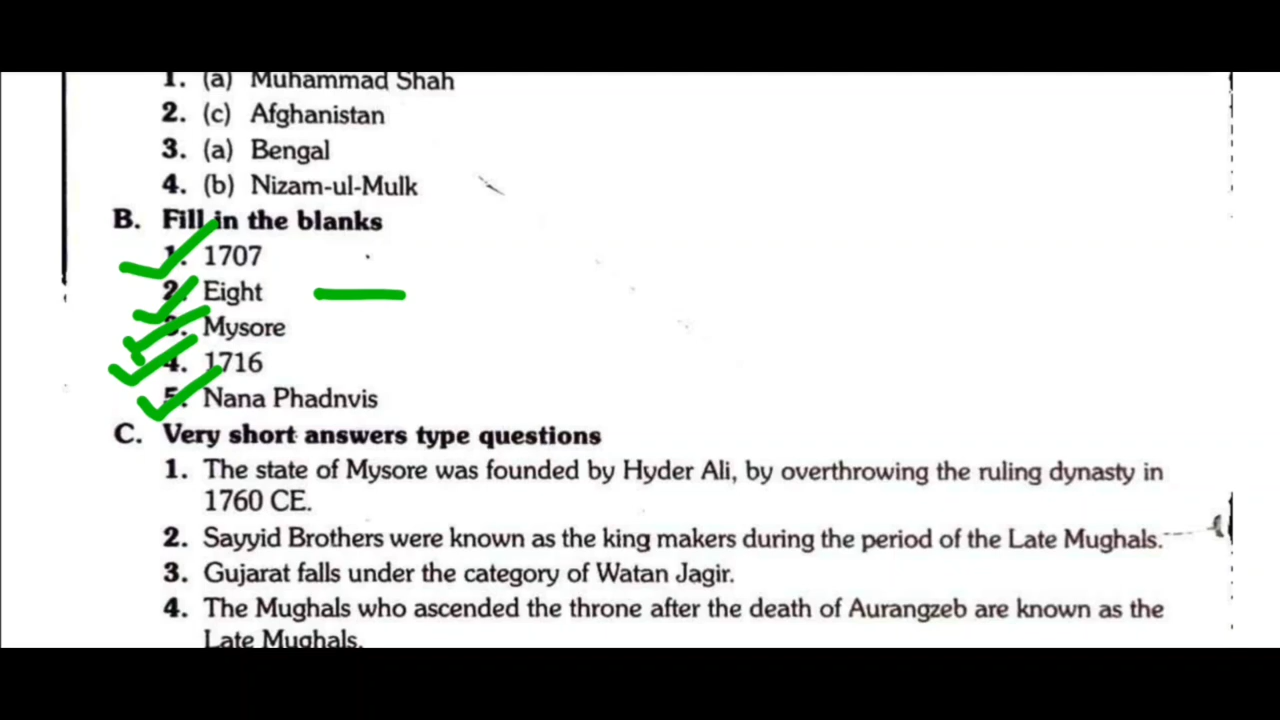 1. (a) Muhammad Shah
2. (c) Afghanistan
3. (a) Bengal
4. (b) Nizam-ul-Mulk
B. Fill in the blanks
1. 1707
2. Eight
3. Mysore
4. 1716
5. Nana Phadnvis
C. Very short answers type questions
1. The state of Mysore was founded by Hyder Ali, by overthrowing the ruling dynasty in
1760 CE.
2. Sayyid Brothers were known as the king makers during the period of the Late Mughals.
3. Gujarat falls under the category of Watan Jagir.
4. The Mughals who ascended the throne after the death of Aurangzeb are known as the
Late Mughals.